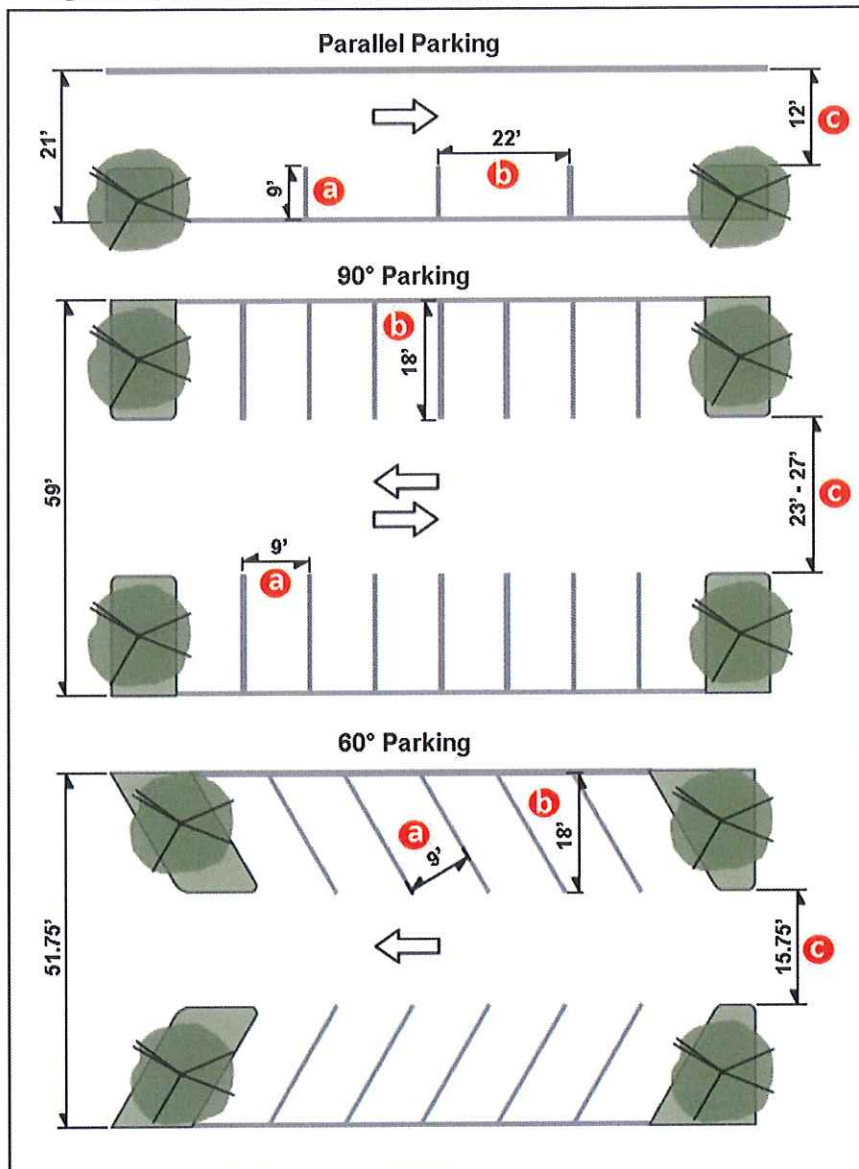 Parallel Parking
21'
12'
c
22'
9'
a
b
90° Parking
b
18'
59'
23' - 27'
c
9'
a
60° Parking
b
a
9'
18'
51.75'
15.75'
c